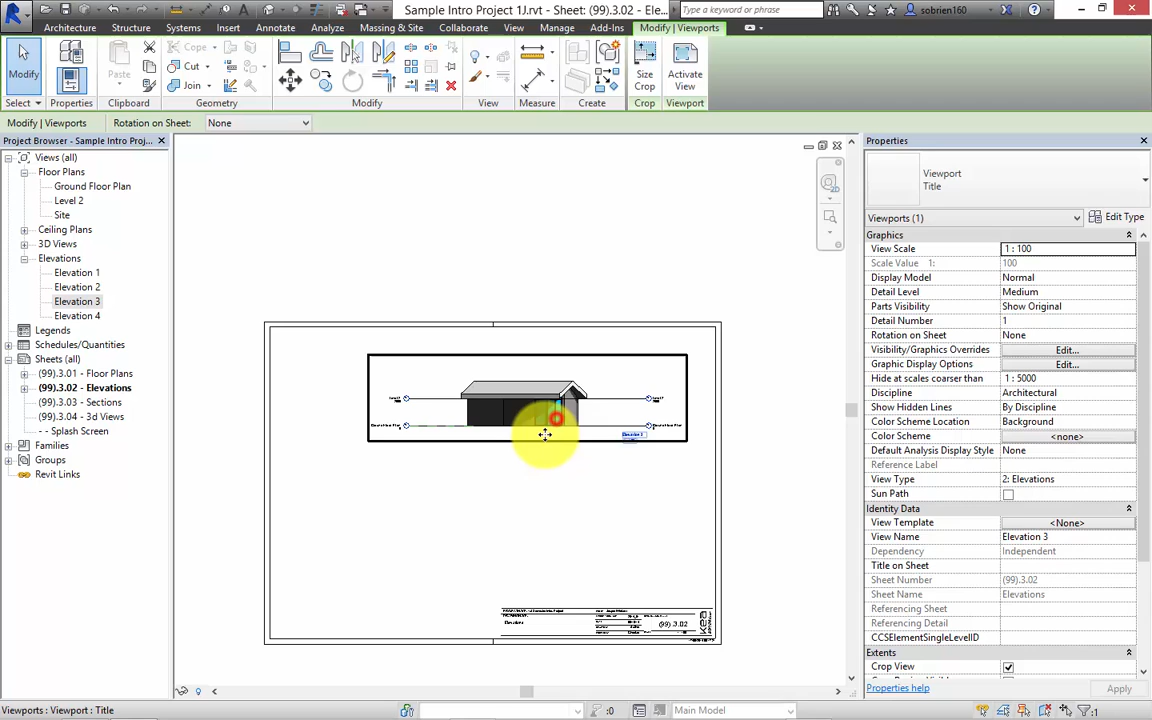 Sample Intro Project 1J.rvt - Sheet: (99).3.02 - Ele...
Type a keyword or phrase
sobrien160
Architecture
Structure
Systems
Insert
Annotate
Analyze
Massing & Site
Collaborate
View
Manage
Add-Ins
Modify | Viewports
Modify
Properties
Paste
Cope
Cut
Join
Size
Crop
Activate
View
Select
Properties
Clipboard
Geometry
Modify
View
Measure
Create
Crop
Viewport
Modify | Viewports
Rotation on Sheet:
None
Project Browser - Sample Intro Proj...
Views (all)
Floor Plans
Ground Floor Plan
Level 2
Site
Ceiling Plans
3D Views
Elevations
Elevation 1
Elevation 2
Elevation 3
Elevation 4
Legends
Schedules/Quantities
Sheets (all)
(99).3.01 - Floor Plans
(99).3.02 - Elevations
(99).3.03 - Sections
(99).3.04 - 3d Views
- - Splash Screen
Families
Groups
Revit Links
Elevation 3
Elevations
(99).3.02
kea
Properties
Viewport
Title
Viewports (1)
Edit Type
Graphics
View Scale 1 : 100
Scale Value 1: 100
Display Model Normal
Detail Level Medium
Parts Visibility Show Original
Detail Number 1
Rotation on Sheet None
Visibility/Graphics Overrides Edit...
Graphic Display Options Edit...
Hide at scales coarser than 1 : 5000
Discipline Architectural
Show Hidden Lines By Discipline
Color Scheme Location Background
Color Scheme <none>
Default Analysis Display Style None
Reference Label
View Type 2: Elevations
Sun Path
Identity Data
View Template <None>
View Name Elevation 3
Dependency Independent
Title on Sheet
Sheet Number (99).3.02
Sheet Name Elevations
Referencing Sheet
Referencing Detail
CCSElementSingleLevelID
Extents
Crop View
Properties help
Apply
Viewports : Viewport : Title
:0
Main Model
:1